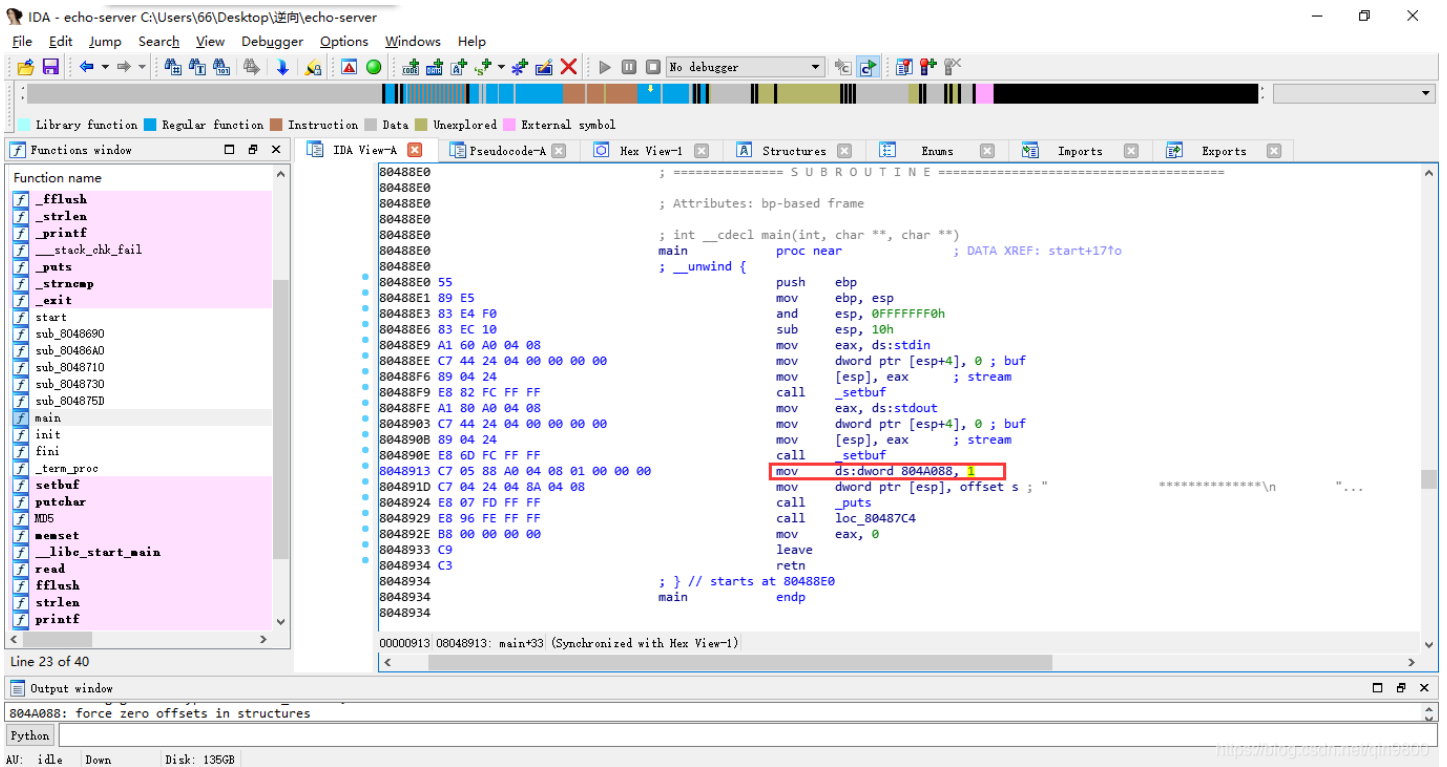 IDA - echo-server C:\Users\66\Desktop\逆向\echo-server
File Edit Jump Search View Debugger Options Windows Help
No debugger
Library function Regular function Instruction Data Unexplored External symbol
Functions window
IDA View-A Pseudocode-A Hex View-1 Structures Enums Imports Exports
Function name
_fflush
_strlen
_printf
___stack_chk_fail
_puts
_strncmp
_exit
start
sub_8048690
sub_80486A0
sub_8048710
sub_8048730
sub_804875D
main
init
fini
_term_proc
setbuf
putchar
MD5
memset
__libc_start_main
read
fflush
strlen
printf
Line 23 of 40
80488E0 ; =============== S U B R O U T I N E =======================================
80488E0
80488E0 ; Attributes: bp-based frame
80488E0
80488E0 ; int __cdecl main(int, char **, char **)
80488E0 main proc near ; DATA XREF: start+17↑o
80488E0 ; __unwind {
80488E0 55 push ebp
80488E1 89 E5 mov ebp, esp
80488E3 83 E4 F0 and esp, 0FFFFFFF0h
80488E6 83 EC 10 sub esp, 10h
80488E9 A1 60 A0 04 08 mov eax, ds:stdin
80488EE C7 44 24 04 00 00 00 00 mov dword ptr [esp+4], 0 ; buf
80488F6 89 04 24 mov [esp], eax ; stream
80488F9 E8 82 FC FF FF call _setbuf
80488FE A1 80 A0 04 08 mov eax, ds:stdout
8048903 C7 44 24 04 00 00 00 00 mov dword ptr [esp+4], 0 ; buf
804890B 89 04 24 mov [esp], eax ; stream
804890E E8 6D FC FF FF call _setbuf
8048913 C7 05 88 A0 04 08 01 00 00 00 mov ds:dword_804A088, 1
804891D C7 04 24 04 8A 04 08 mov dword ptr [esp], offset s ; " **************\n "...
8048924 E8 07 FD FF FF call _puts
8048929 E8 96 FE FF FF call loc_80487C4
804892E B8 00 00 00 00 mov eax, 0
8048933 C9 leave
8048934 C3 retn
8048934 ; } // starts at 80488E0
8048934 main endp
8048934
00000913 08048913: main+33 (Synchronized with Hex View-1)
Output window
804A088: force zero offsets in structures
Python
AU: idle Down Disk: 135GB
https://blog.csdn.net/qin9800